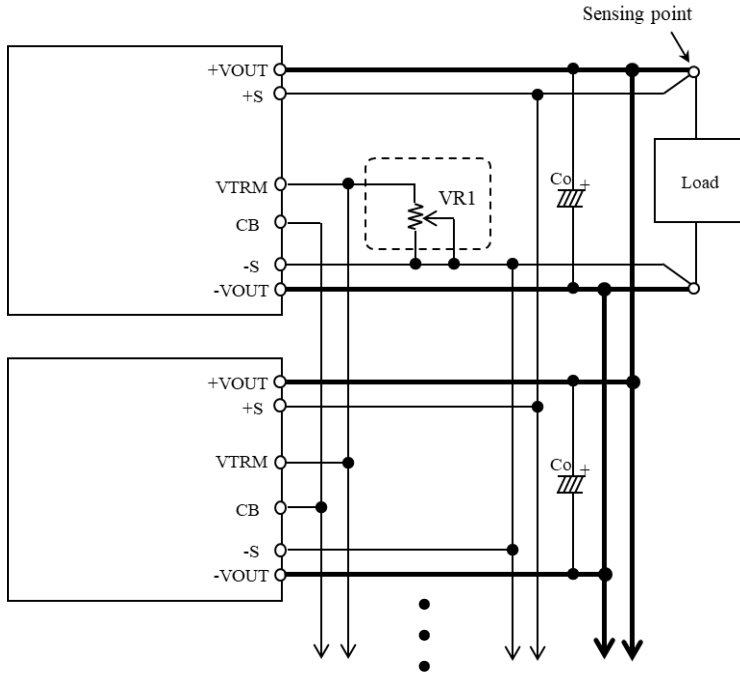 Sensing point
+VOUT
+S
VTRM
VR1
Co
+
Load
CB
-S
-VOUT
+VOUT
+S
VTRM
Co
+
CB
-S
-VOUT